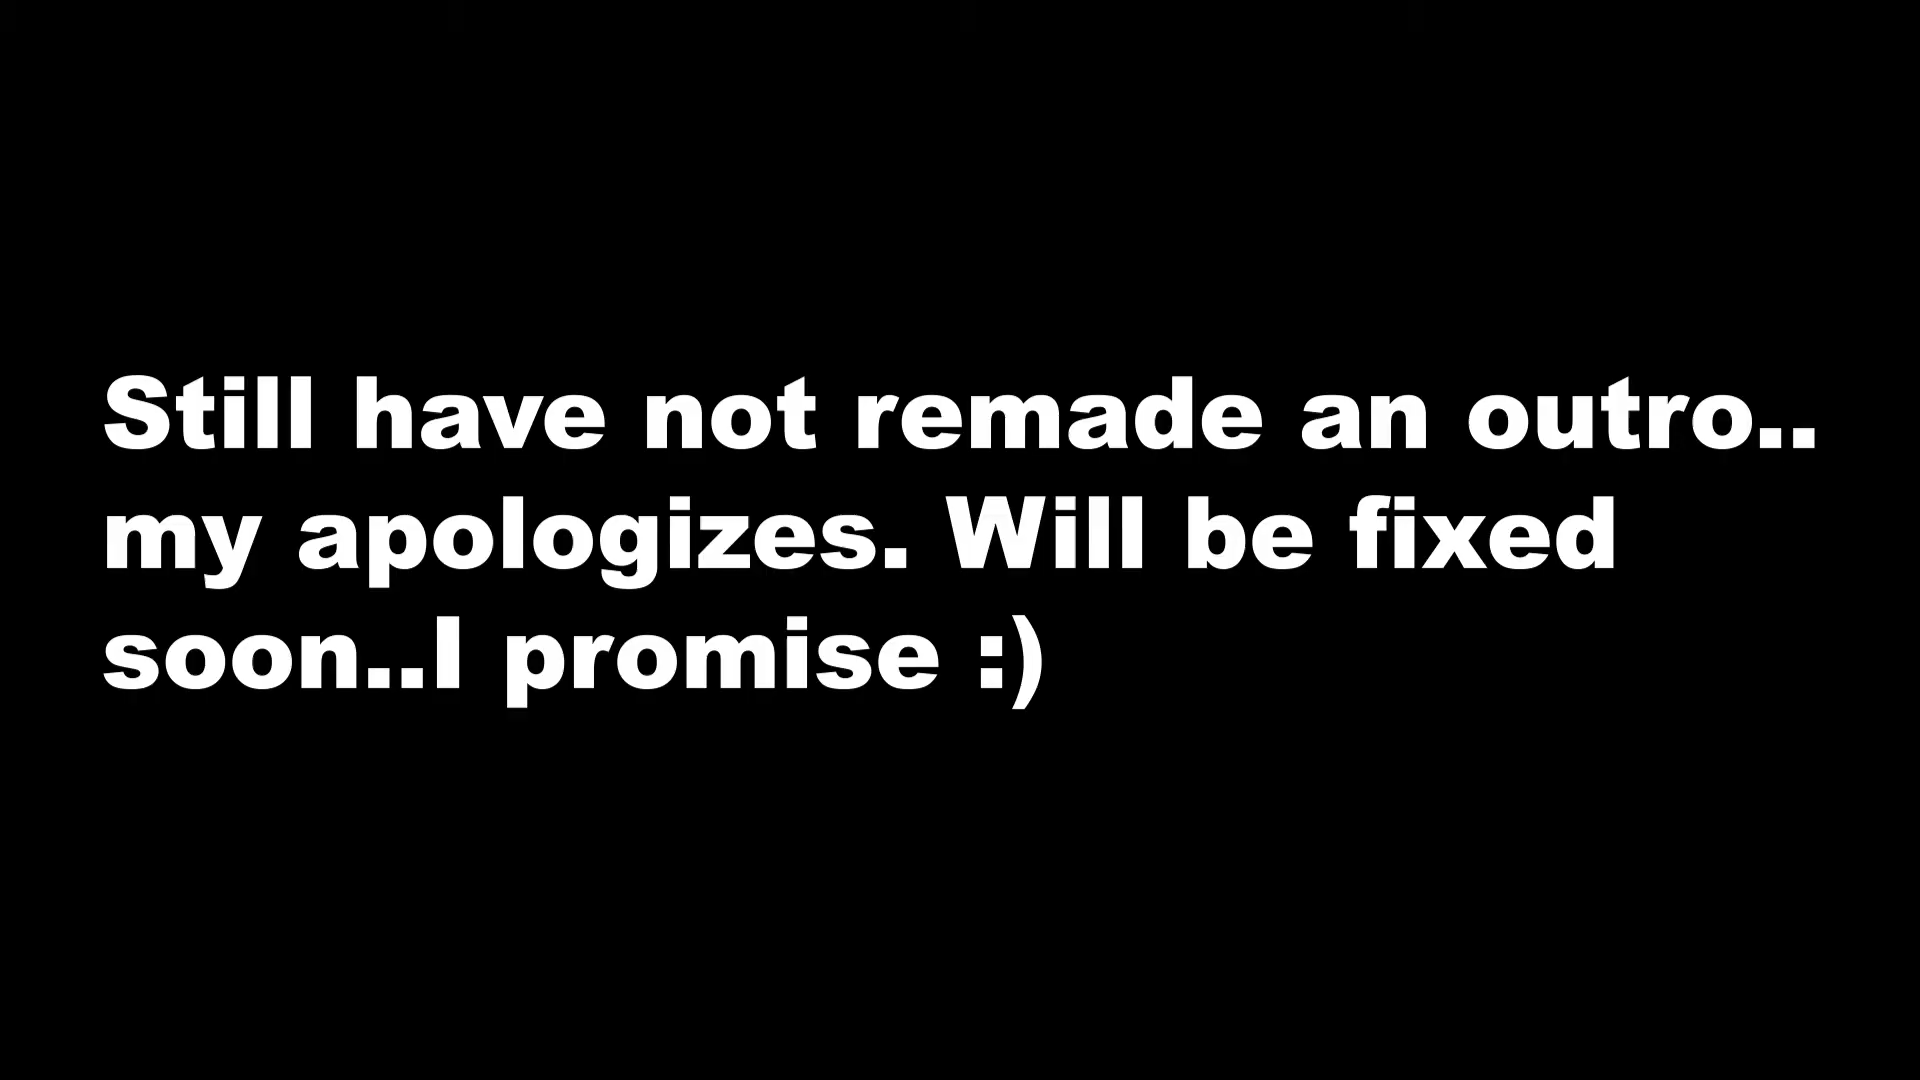 Still have not remade an outro..
my apologizes. Will be fixed
soon..I promise :)